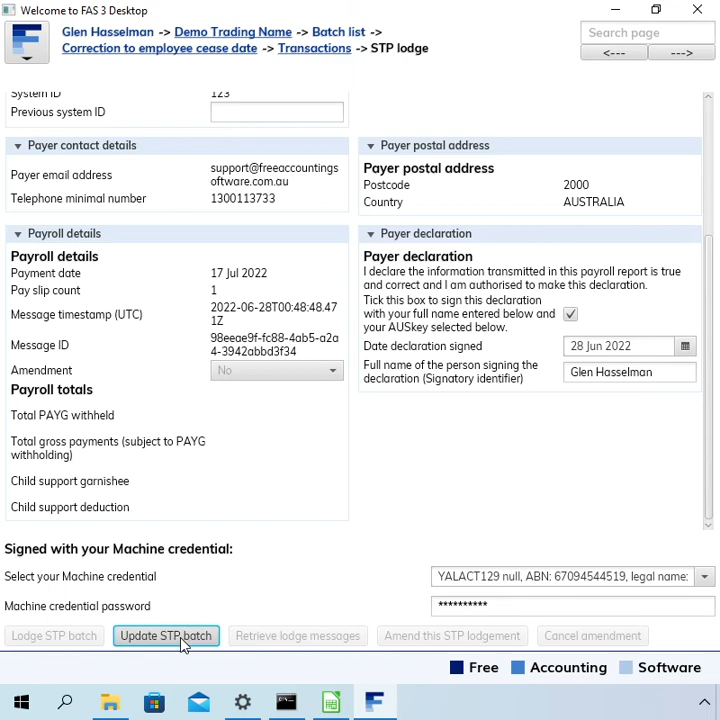 Welcome to FAS 3 Desktop
Glen Hasselman -> Demo Trading Name -> Batch list ->
Correction to employee cease date -> Transactions -> STP lodge
Search page
<---
--->
System ID
123
Previous system ID
Payer contact details
Payer email address
support@freeaccountings
oftware.com.au
Telephone minimal number
1300113733
Payer postal address
Payer postal address
Postcode
2000
Country
AUSTRALIA
Payroll details
Payroll details
Payment date
17 Jul 2022
Pay slip count
1
Message timestamp (UTC)
2022-06-28T00:48:48.47
1Z
Message ID
98eeae9f-fc88-4ab5-a2a
4-3942abbd3f34
Amendment
No
Payroll totals
Total PAYG withheld
Total gross payments (subject to PAYG
withholding)
Child support garnishee
Child support deduction
Payer declaration
Payer declaration
I declare the information transmitted in this payroll report is true
and correct and I am authorised to make this declaration.
Tick this box to sign this declaration
with your full name entered below and
your AUSkey selected below.
Date declaration signed
28 Jun 2022
Full name of the person signing the
declaration (Signatory identifier)
Glen Hasselman
Signed with your Machine credential:
Select your Machine credential
YALACT129 null, ABN: 67094544519, legal name:
Machine credential password
**********
Lodge STP batch
Update STP batch
Retrieve lodge messages
Amend this STP lodgement
Cancel amendment
Free Accounting Software